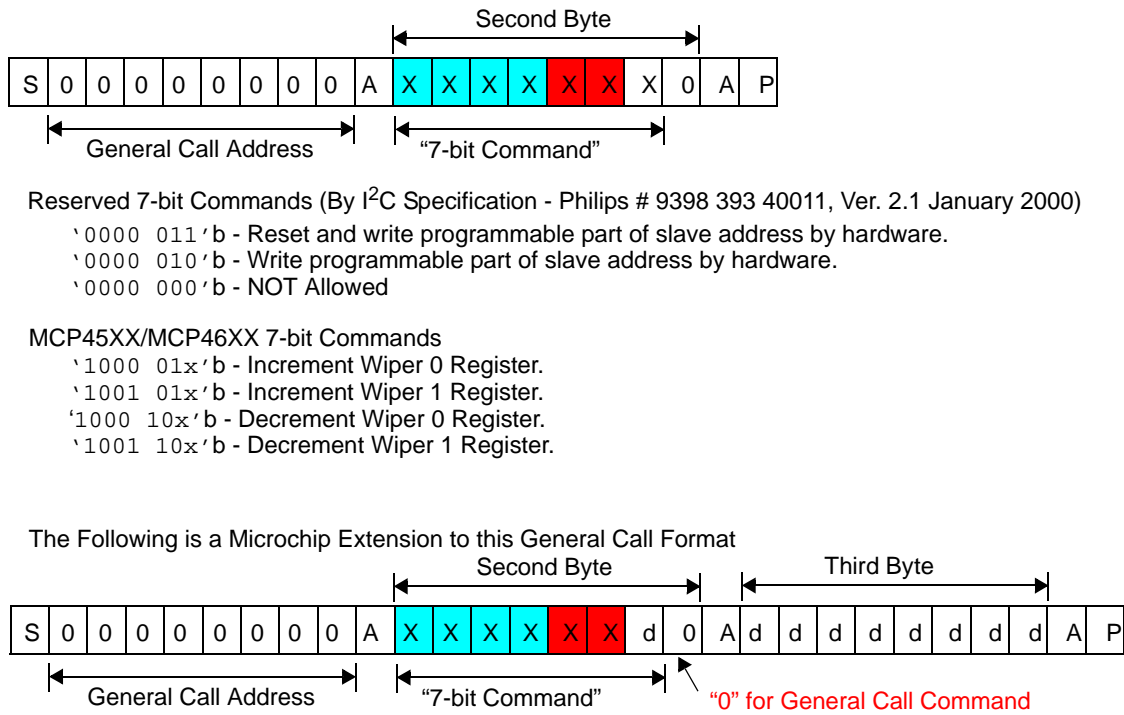 Second Byte
S 0 0 0 0 0 0 0 0 A X X X X X X X 0 A P
General Call Address “7-bit Command”
Reserved 7-bit Commands (By I2C Specification - Philips # 9398 393 40011, Ver. 2.1 January 2000)
‘0000 011’b - Reset and write programmable part of slave address by hardware.
‘0000 010’b - Write programmable part of slave address by hardware.
‘0000 000’b - NOT Allowed
MCP45XX/MCP46XX 7-bit Commands
‘1000 01x’b - Increment Wiper 0 Register.
‘1001 01x’b - Increment Wiper 1 Register.
‘1000 10x’b - Decrement Wiper 0 Register.
‘1001 10x’b - Decrement Wiper 1 Register.
The Following is a Microchip Extension to this General Call Format
Second Byte Third Byte
S 0 0 0 0 0 0 0 0 A X X X X X X d 0 A d d d d d d d d A P
General Call Address “7-bit Command” “0” for General Call Command